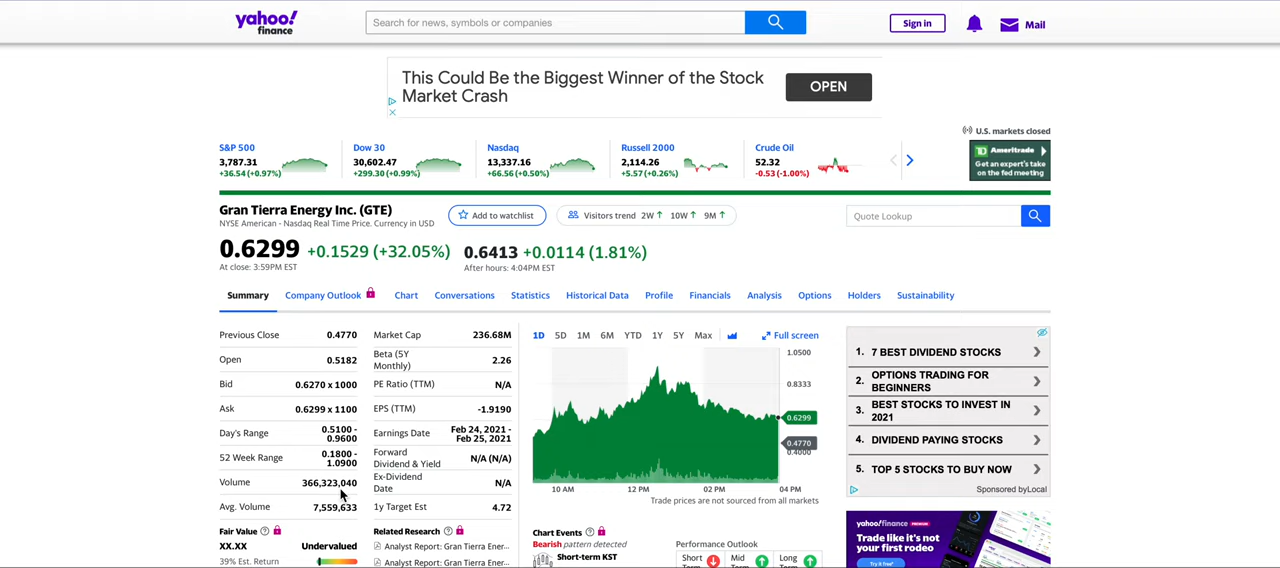 yahoo!
finance
Search for news, symbols or companies
Sign in
Mail
This Could Be the Biggest Winner of the Stock
Market Crash
OPEN
U.S. markets closed
S&P 500
3,787.31
+36.54 (+0.97%)
Dow 30
30,602.47
+299.30 (+0.99%)
Nasdaq
13,337.16
+66.56 (+0.50%)
Russell 2000
2,114.26
+5.57 (+0.26%)
Crude Oil
52.32
-0.53 (-1.00%)
TD Ameritrade
Get an expert's take
on the fed meeting
Gran Tierra Energy Inc. (GTE)
NYSE American - Nasdaq Real Time Price. Currency in USD
Add to watchlist
Visitors trend 2W ↑ 10W ↑ 9M ↑
Quote Lookup
0.6299 +0.1529 (+32.05%)
At close: 3:59PM EST
0.6413 +0.0114 (1.81%)
After hours: 4:04PM EST
Summary Company Outlook Chart Conversations Statistics Historical Data Profile Financials Analysis Options Holders Sustainability
Previous Close 0.4770
Open 0.5182
Bid 0.6270 x 1000
Ask 0.6299 x 1100
Day's Range 0.5100 -
0.9600
52 Week Range 0.1800 -
1.0900
Volume 366,323,040
Avg. Volume 7,559,633
Market Cap 236.68M
Beta (5Y
Monthly) 2.26
PE Ratio (TTM) N/A
EPS (TTM) -1.9190
Earnings Date Feb 24, 2021 -
Feb 25, 2021
Forward
Dividend & Yield N/A (N/A)
Ex-Dividend
Date N/A
1y Target Est 4.72
1D 5D 1M 6M YTD 1Y 5Y Max Full screen
1.0500
0.8333
0.6299
0.4770
0.4000
10 AM 12 PM 02 PM 04 PM
Trade prices are not sourced from all markets
1. 7 BEST DIVIDEND STOCKS
2. OPTIONS TRADING FOR
BEGINNERS
3. BEST STOCKS TO INVEST IN
2021
4. DIVIDEND PAYING STOCKS
5. TOP 5 STOCKS TO BUY NOW
Sponsored byLocal
Fair Value
XX.XX Undervalued
39% Est. Return
Related Research
Analyst Report: Gran Tierra Ener...
Analyst Report: Gran Tierra Ener...
Chart Events
Bearish pattern detected
Short-term KST
Performance Outlook
Short
Term
Mid
Term
Long
Term
yahoo!finance PREMIUM
Trade like it's not
your first rodeo
Try it free